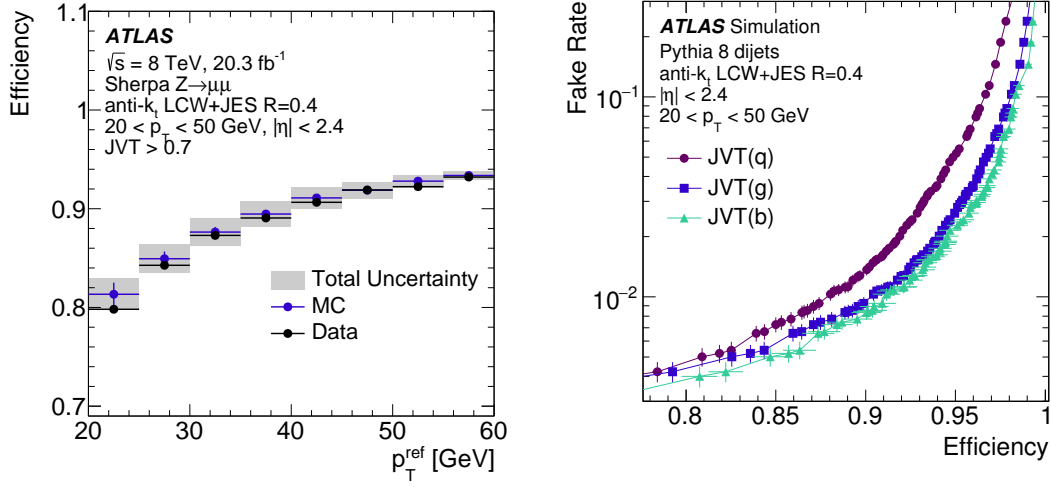 Efficiency
1.1
1
0.9
0.8
0.7
ATLAS
√s = 8 TeV, 20.3 fb⁻¹
Sherpa Z→μμ
anti-kₜ LCW+JES R=0.4
20 < p_T < 50 GeV, |η| < 2.4
JVT > 0.7
Total Uncertainty
MC
Data
20 30 40 50 60
p_T^ref [GeV]
Fake Rate
10⁻¹
10⁻²
ATLAS Simulation
Pythia 8 dijets
anti-kₜ LCW+JES R=0.4
|η| < 2.4
20 < p_T < 50 GeV
JVT(q)
JVT(g)
JVT(b)
0.8 0.85 0.9 0.95 1
Efficiency